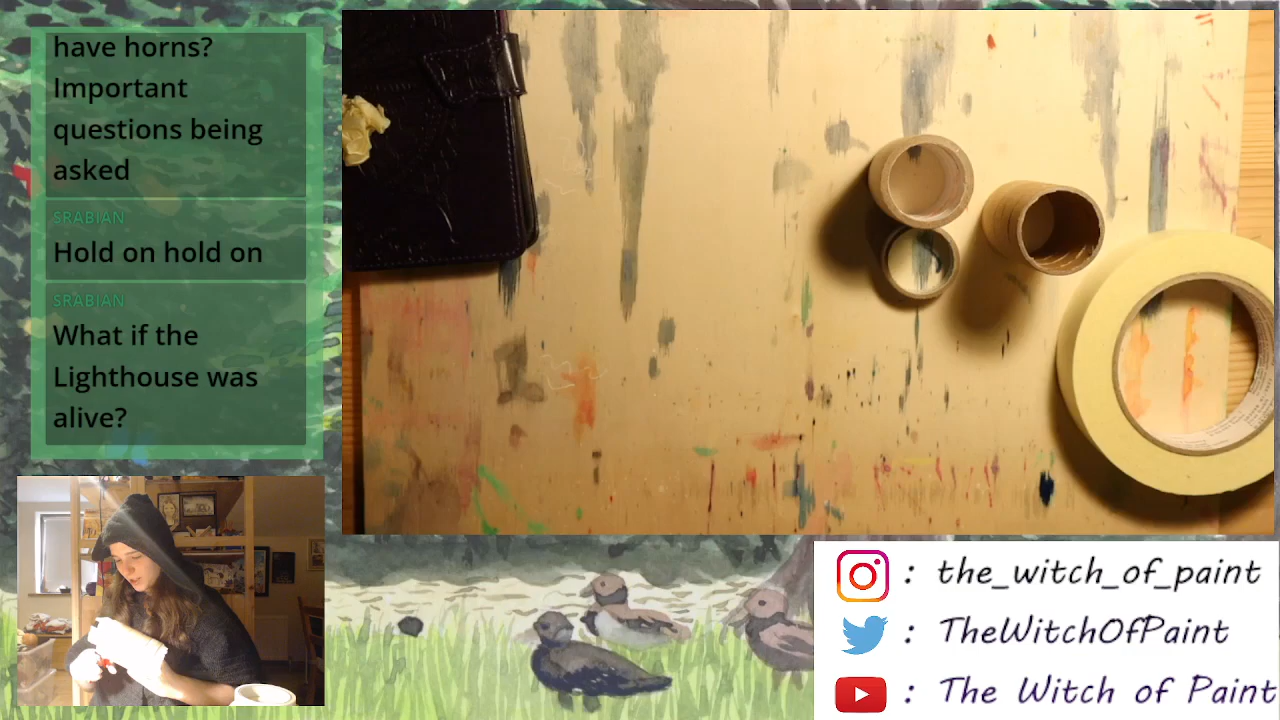 have horns?
Important
questions being
asked
SRABIAN
Hold on hold on
SRABIAN
What if the
Lighthouse was
alive?
: the_witch_of_paint
: TheWitchOfPaint
: The Witch of Paint